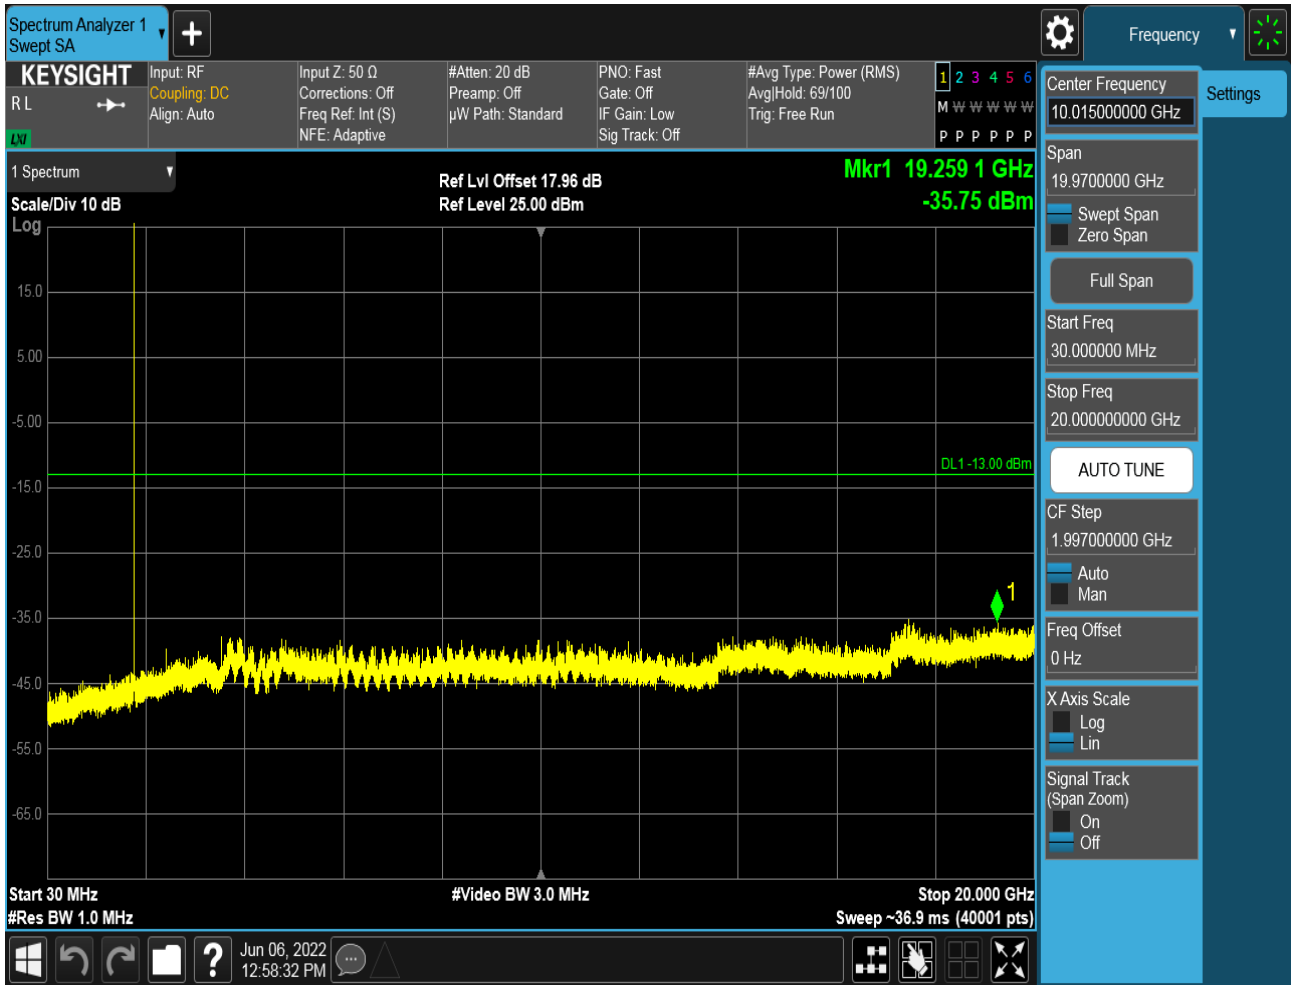 Spectrum Analyzer 1
Swept SA
Frequency
KEYSIGHT
R L
LXI
Input: RF
Coupling: DC
Align: Auto
Input Z: 50 Ω
Corrections: Off
Freq Ref: Int (S)
NFE: Adaptive
#Atten: 20 dB
Preamp: Off
µW Path: Standard
PNO: Fast
Gate: Off
IF Gain: Low
Sig Track: Off
#Avg Type: Power (RMS)
Avg|Hold: 69/100
Trig: Free Run
1 2 3 4 5 6
M W W W W W
P P P P P P
1 Spectrum
Scale/Div 10 dB
Log
Ref Lvl Offset 17.96 dB
Ref Level 25.00 dBm
Mkr1 19.259 1 GHz
-35.75 dBm
15.0
5.00
-5.00
DL1 -13.00 dBm
-15.0
-25.0
1
-35.0
-45.0
-55.0
-65.0
Start 30 MHz
#Res BW 1.0 MHz
#Video BW 3.0 MHz
Stop 20.000 GHz
Sweep ~36.9 ms (40001 pts)
Jun 06, 2022
12:58:32 PM
Center Frequency
10.015000000 GHz
Settings
Span
19.9700000 GHz
Swept Span
Zero Span
Full Span
Start Freq
30.000000 MHz
Stop Freq
20.000000000 GHz
AUTO TUNE
CF Step
1.997000000 GHz
Auto
Man
Freq Offset
0 Hz
X Axis Scale
Log
Lin
Signal Track
(Span Zoom)
On
Off